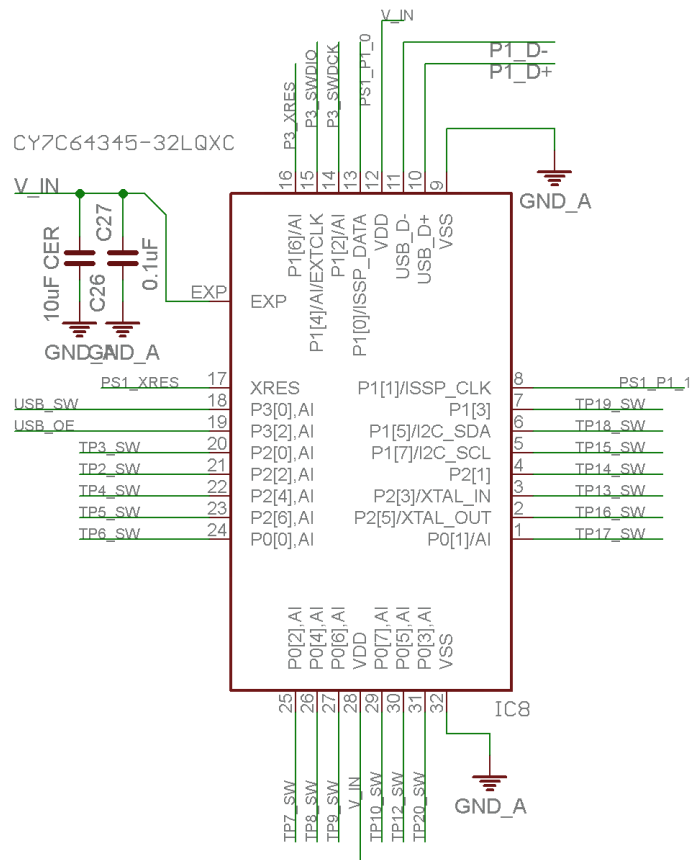 V_IN
P1_D-
P1_D+
P3_XRES
P3_SWDIO
P3_SWDCK
PS1_P1_0
CY7C64345-32LQXC
16
15
14
13
12
11
10
9
GND_A
V_IN
P1[6]/AI
P1[4]/AI/EXTCLK
P1[2]/AI
P1[0]/ISSP_DATA
VDD
USB_D-
USB_D+
VSS
10uF CER
C26
C27
0.1uF
EXP
EXP
GND_A
GND_A
PS1_XRES 17 XRES
USB_SW 18 P3[0],AI
USB_OE 19 P3[2],AI
TP3_SW 20 P2[0],AI
TP2_SW 21 P2[2],AI
TP4_SW 22 P2[4],AI
TP5_SW 23 P2[6],AI
TP6_SW 24 P0[0],AI
P1[1]/ISSP_CLK 8 PS1_P1_1
P1[3] 7 TP19_SW
P1[5]/I2C_SDA 6 TP18_SW
P1[7]/I2C_SCL 5 TP15_SW
P2[1] 4 TP14_SW
P2[3]/XTAL_IN 3 TP13_SW
P2[5]/XTAL_OUT 2 TP16_SW
P0[1]/AI 1 TP17_SW
P0[2],AI
P0[4],AI
P0[6],AI
VDD
P0[7],AI
P0[5],AI
P0[3],AI
VSS
25
26
27
28
29
30
31
32
IC8
TP7_SW
TP8_SW
TP9_SW
V_IN
TP10_SW
TP12_SW
TP20_SW
GND_A